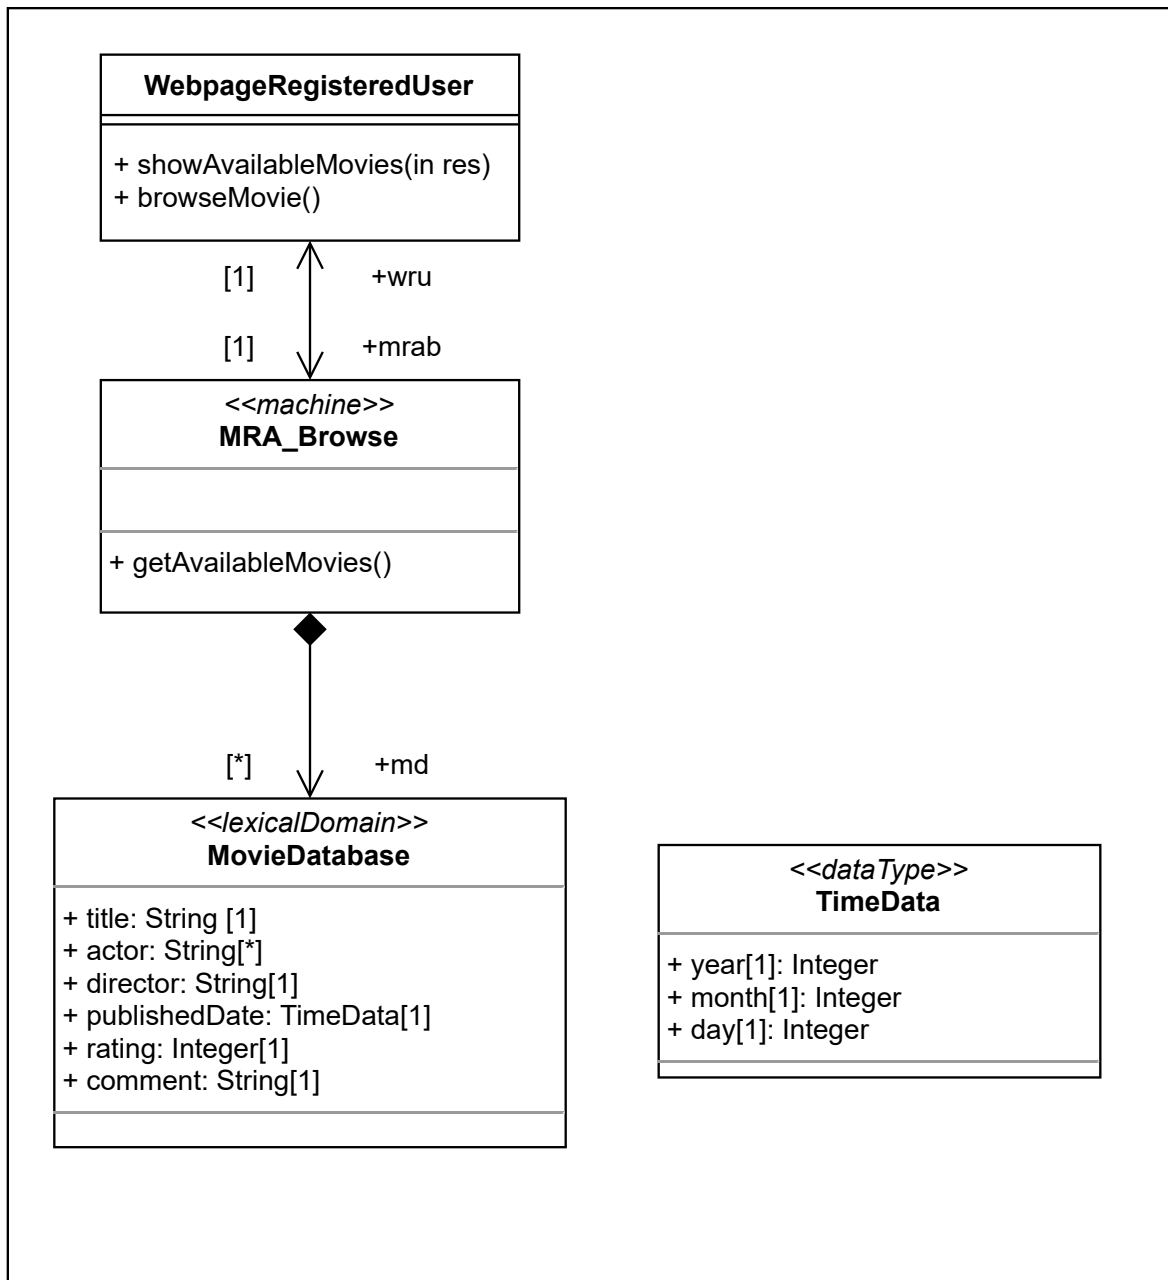 WebpageRegisteredUser
+ showAvailableMovies(in res)
+ browseMovie()
[1] +wru
[1] +mrab
<<machine>>
MRA_Browse
+ getAvailableMovies()
[*] +md
<<lexicalDomain>>
MovieDatabase
+ title: String [1]
+ actor: String[*]
+ director: String[1]
+ publishedDate: TimeData[1]
+ rating: Integer[1]
+ comment: String[1]
<<dataType>>
TimeData
+ year[1]: Integer
+ month[1]: Integer
+ day[1]: Integer